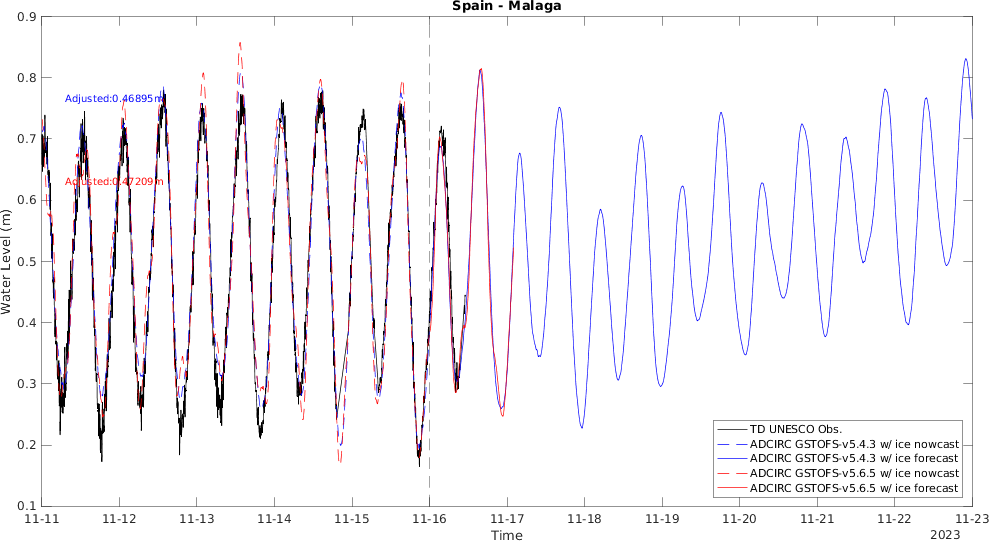 Spain - Malaga
0.9
0.8
0.7
0.6
0.5
0.4
0.3
0.2
0.1
Water Level (m)
Adjusted:0.46895m
Adjusted:0.47209m
TD UNESCO Obs.
ADCIRC GSTOFS-v5.4.3 w/ ice nowcast
ADCIRC GSTOFS-v5.4.3 w/ ice forecast
ADCIRC GSTOFS-v5.6.5 w/ ice nowcast
ADCIRC GSTOFS-v5.6.5 w/ ice forecast
11-11 11-12 11-13 11-14 11-15 11-16 11-17 11-18 11-19 11-20 11-21 11-22 11-23
Time
2023